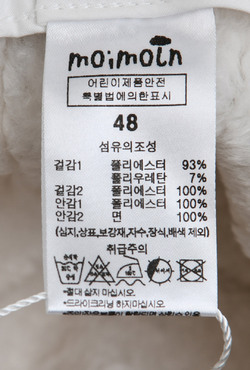 moimoln
어린이제품안전
특별법에의한표시
48
섬유의조성
겉감1 폴리에스터 93%
폴리우레탄 7%
겉감2 폴리에스터 100%
안감1 폴리에스터 100%
안감2 면 100%
(심지,상표,보강재,자수,장식,배색 제외)
취급주의
•절대 삶지 마십시오.
•드라이크리닝 하지마십시오.